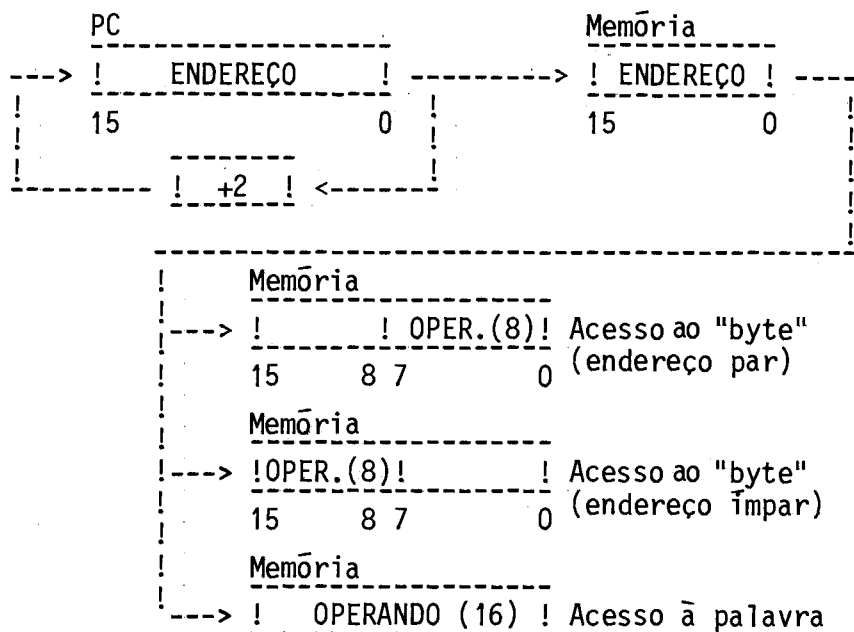 PC Memória
---> ! ENDEREÇO ! ---------> ! ENDEREÇO ! ----
15 0 15 0
! +2 ! <------
Memória
---> ! ! OPER.(8)! Acesso ao "byte"
15 8 7 0 (endereço par)
Memória
---> !OPER.(8)! ! Acesso ao "byte"
15 8 7 0 (endereço ímpar)
Memória
---> ! OPERANDO (16) ! Acesso à palavra